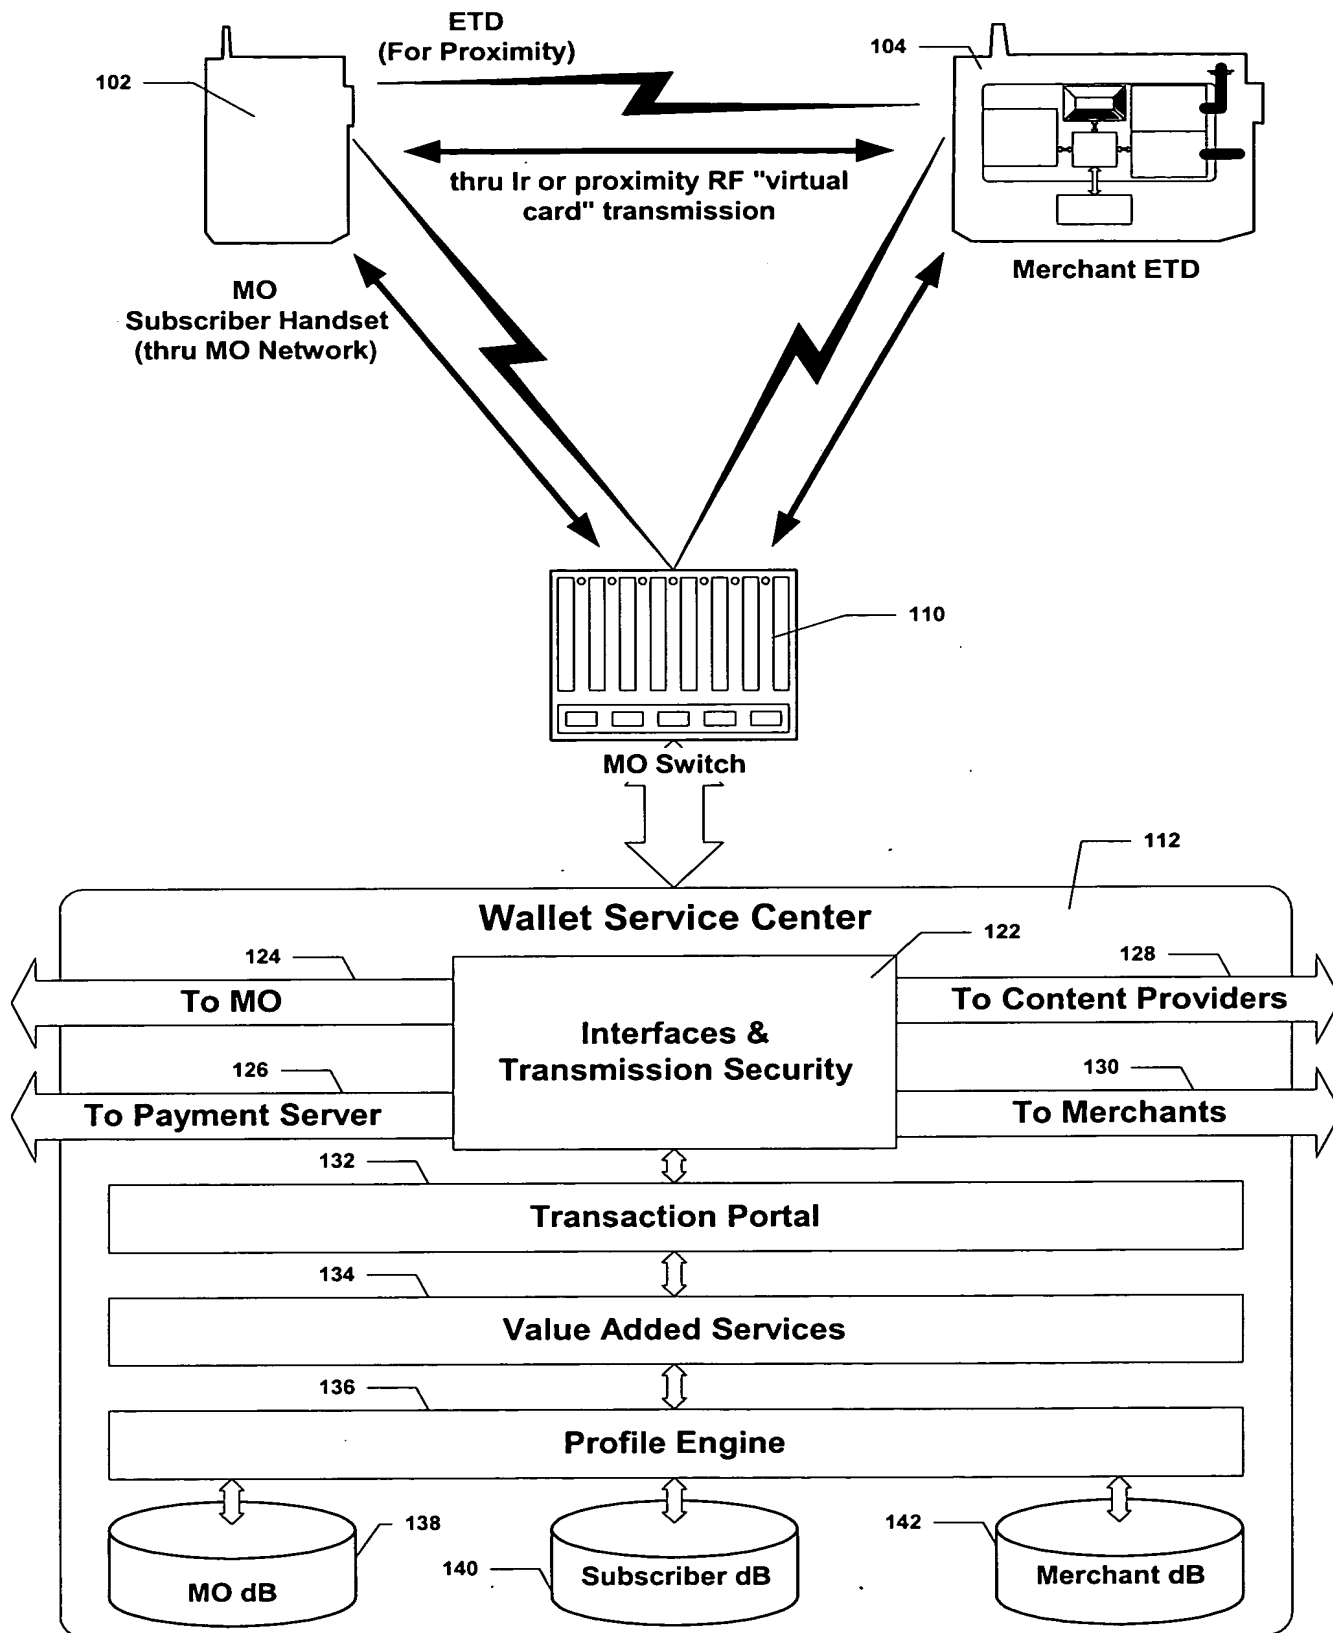 ETD
(For Proximity)
102
104
thru Ir or proximity RF "virtual
card" transmission
Merchant ETD
MO
Subscriber Handset
(thru MO Network)
110
MO Switch
112
Wallet Service Center
122
124
To MO
128
To Content Providers
Interfaces &
Transmission Security
126
To Payment Server
130
To Merchants
132
Transaction Portal
134
Value Added Services
136
Profile Engine
138
MO dB
140
Subscriber dB
142
Merchant dB